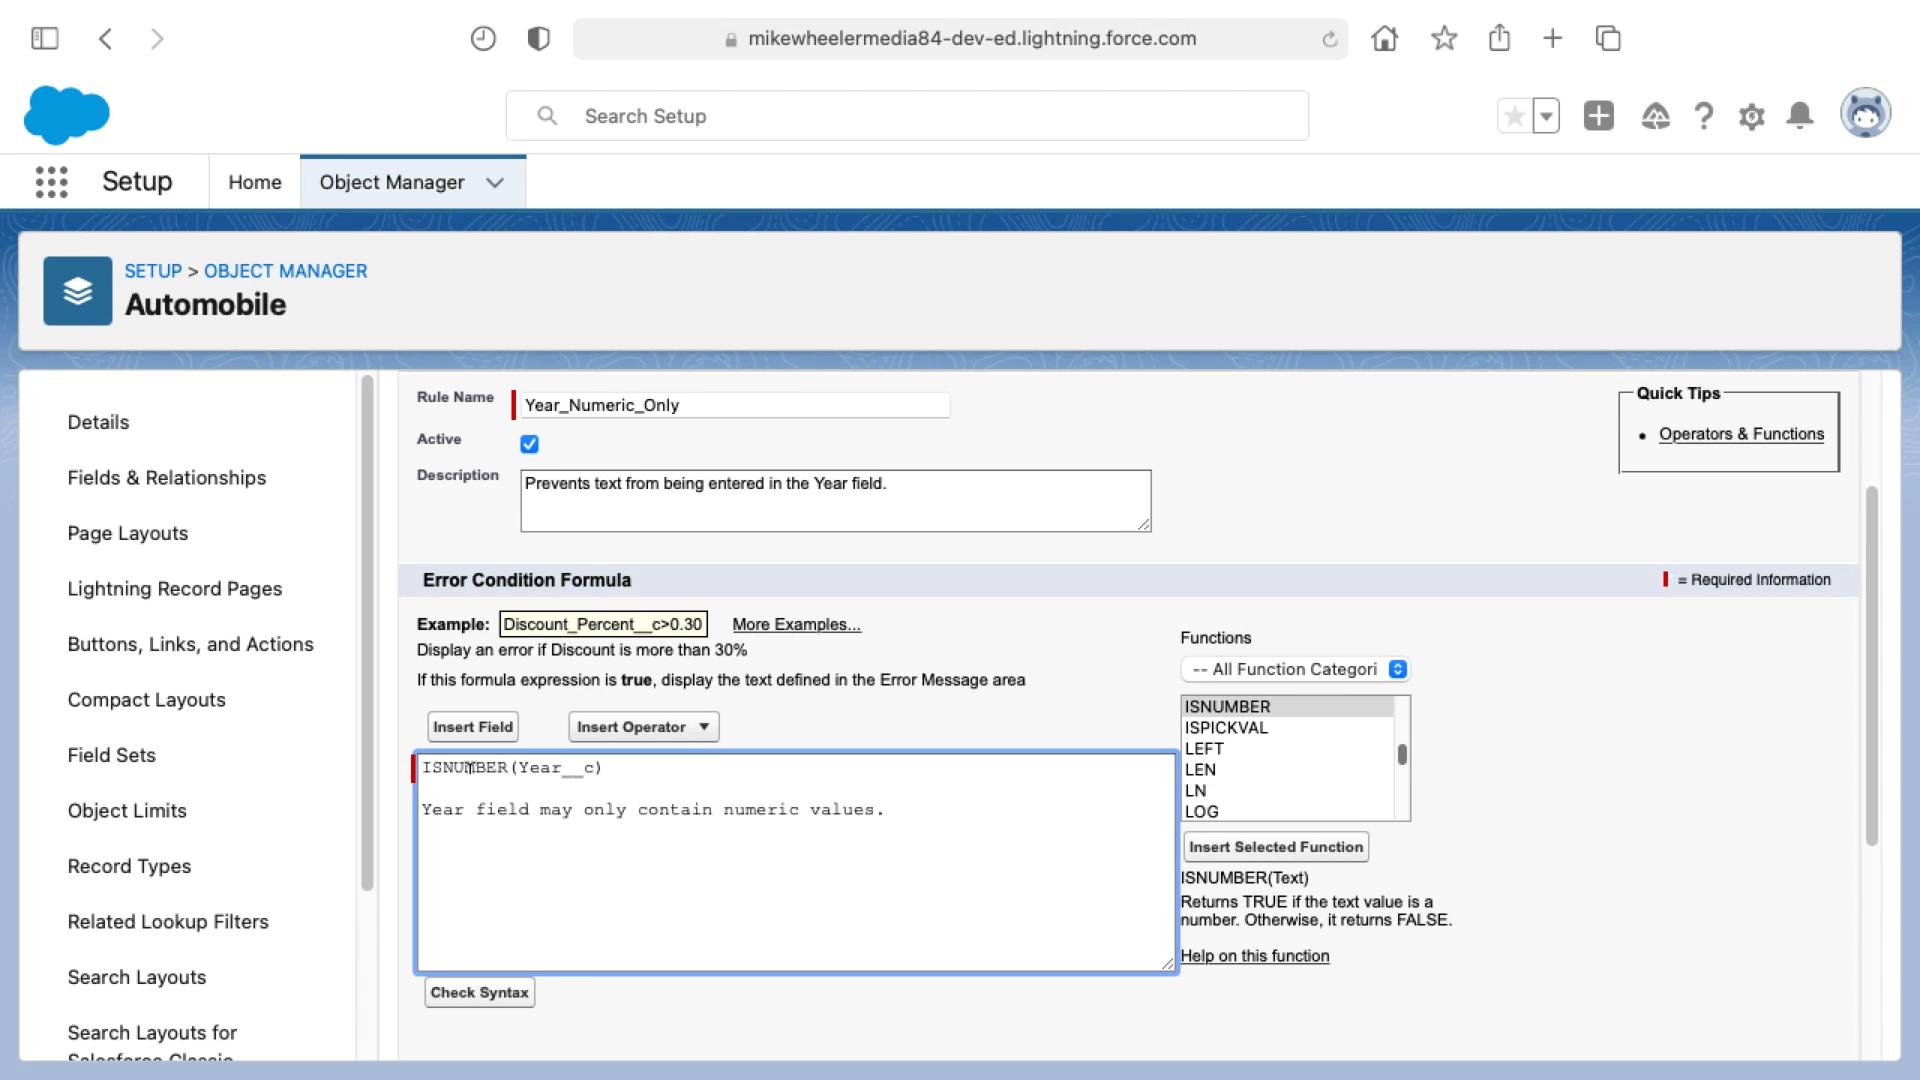 mikewheelermedia84-dev-ed.lightning.force.com
Search Setup
Setup
Home
Object Manager
SETUP > OBJECT MANAGER
Automobile
Details
Fields & Relationships
Page Layouts
Lightning Record Pages
Buttons, Links, and Actions
Compact Layouts
Field Sets
Object Limits
Record Types
Related Lookup Filters
Search Layouts
Search Layouts for
Salesforce Classic
Rule Name
Year_Numeric_Only
Active
Description
Prevents text from being entered in the Year field.
Quick Tips
• Operators & Functions
Error Condition Formula
= Required Information
Example: Discount_Percent__c>0.30 More Examples...
Display an error if Discount is more than 30%
If this formula expression is true, display the text defined in the Error Message area
Insert Field
Insert Operator
ISNUMBER(Year__c)
Year field may only contain numeric values.
Check Syntax
Functions
-- All Function Categori
ISNUMBER
ISPICKVAL
LEFT
LEN
LN
LOG
Insert Selected Function
ISNUMBER(Text)
Returns TRUE if the text value is a
number. Otherwise, it returns FALSE.
Help on this function